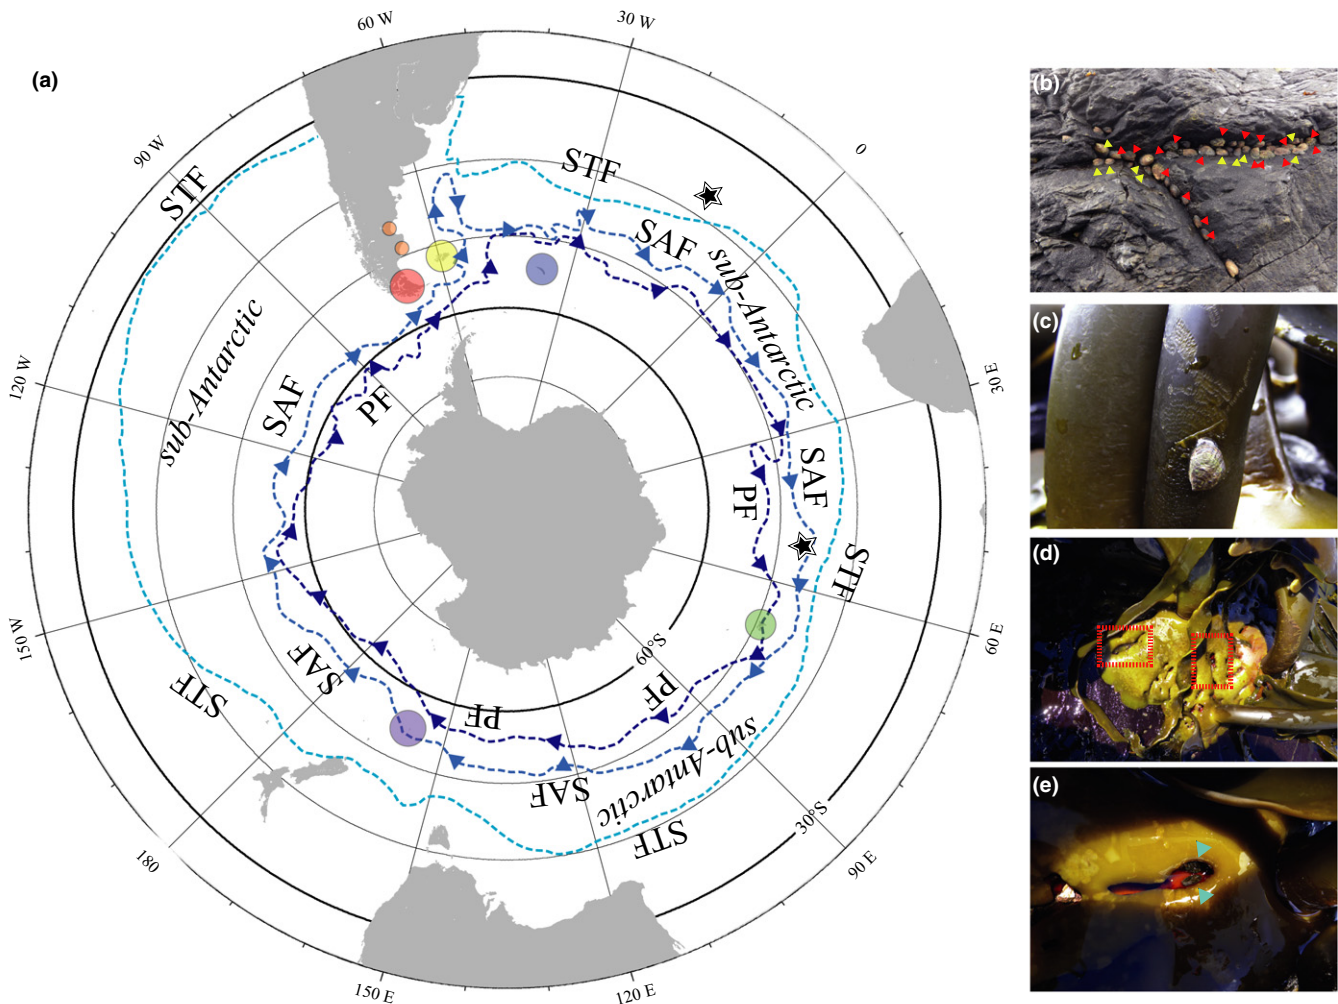 (a)
60 W
30 W
0
30 E
60 E
90 E
120 E
150 E
180
150 W
120 W
90 W
STF
STF
SAF
sub-Antarctic
sub-Antarctic
SAF
PF
SAF
PF
STF
60°S
PF
SAF
PF
STF
sub-Antarctic
SAF
30°S
STF
(b)
(c)
(d)
(e)